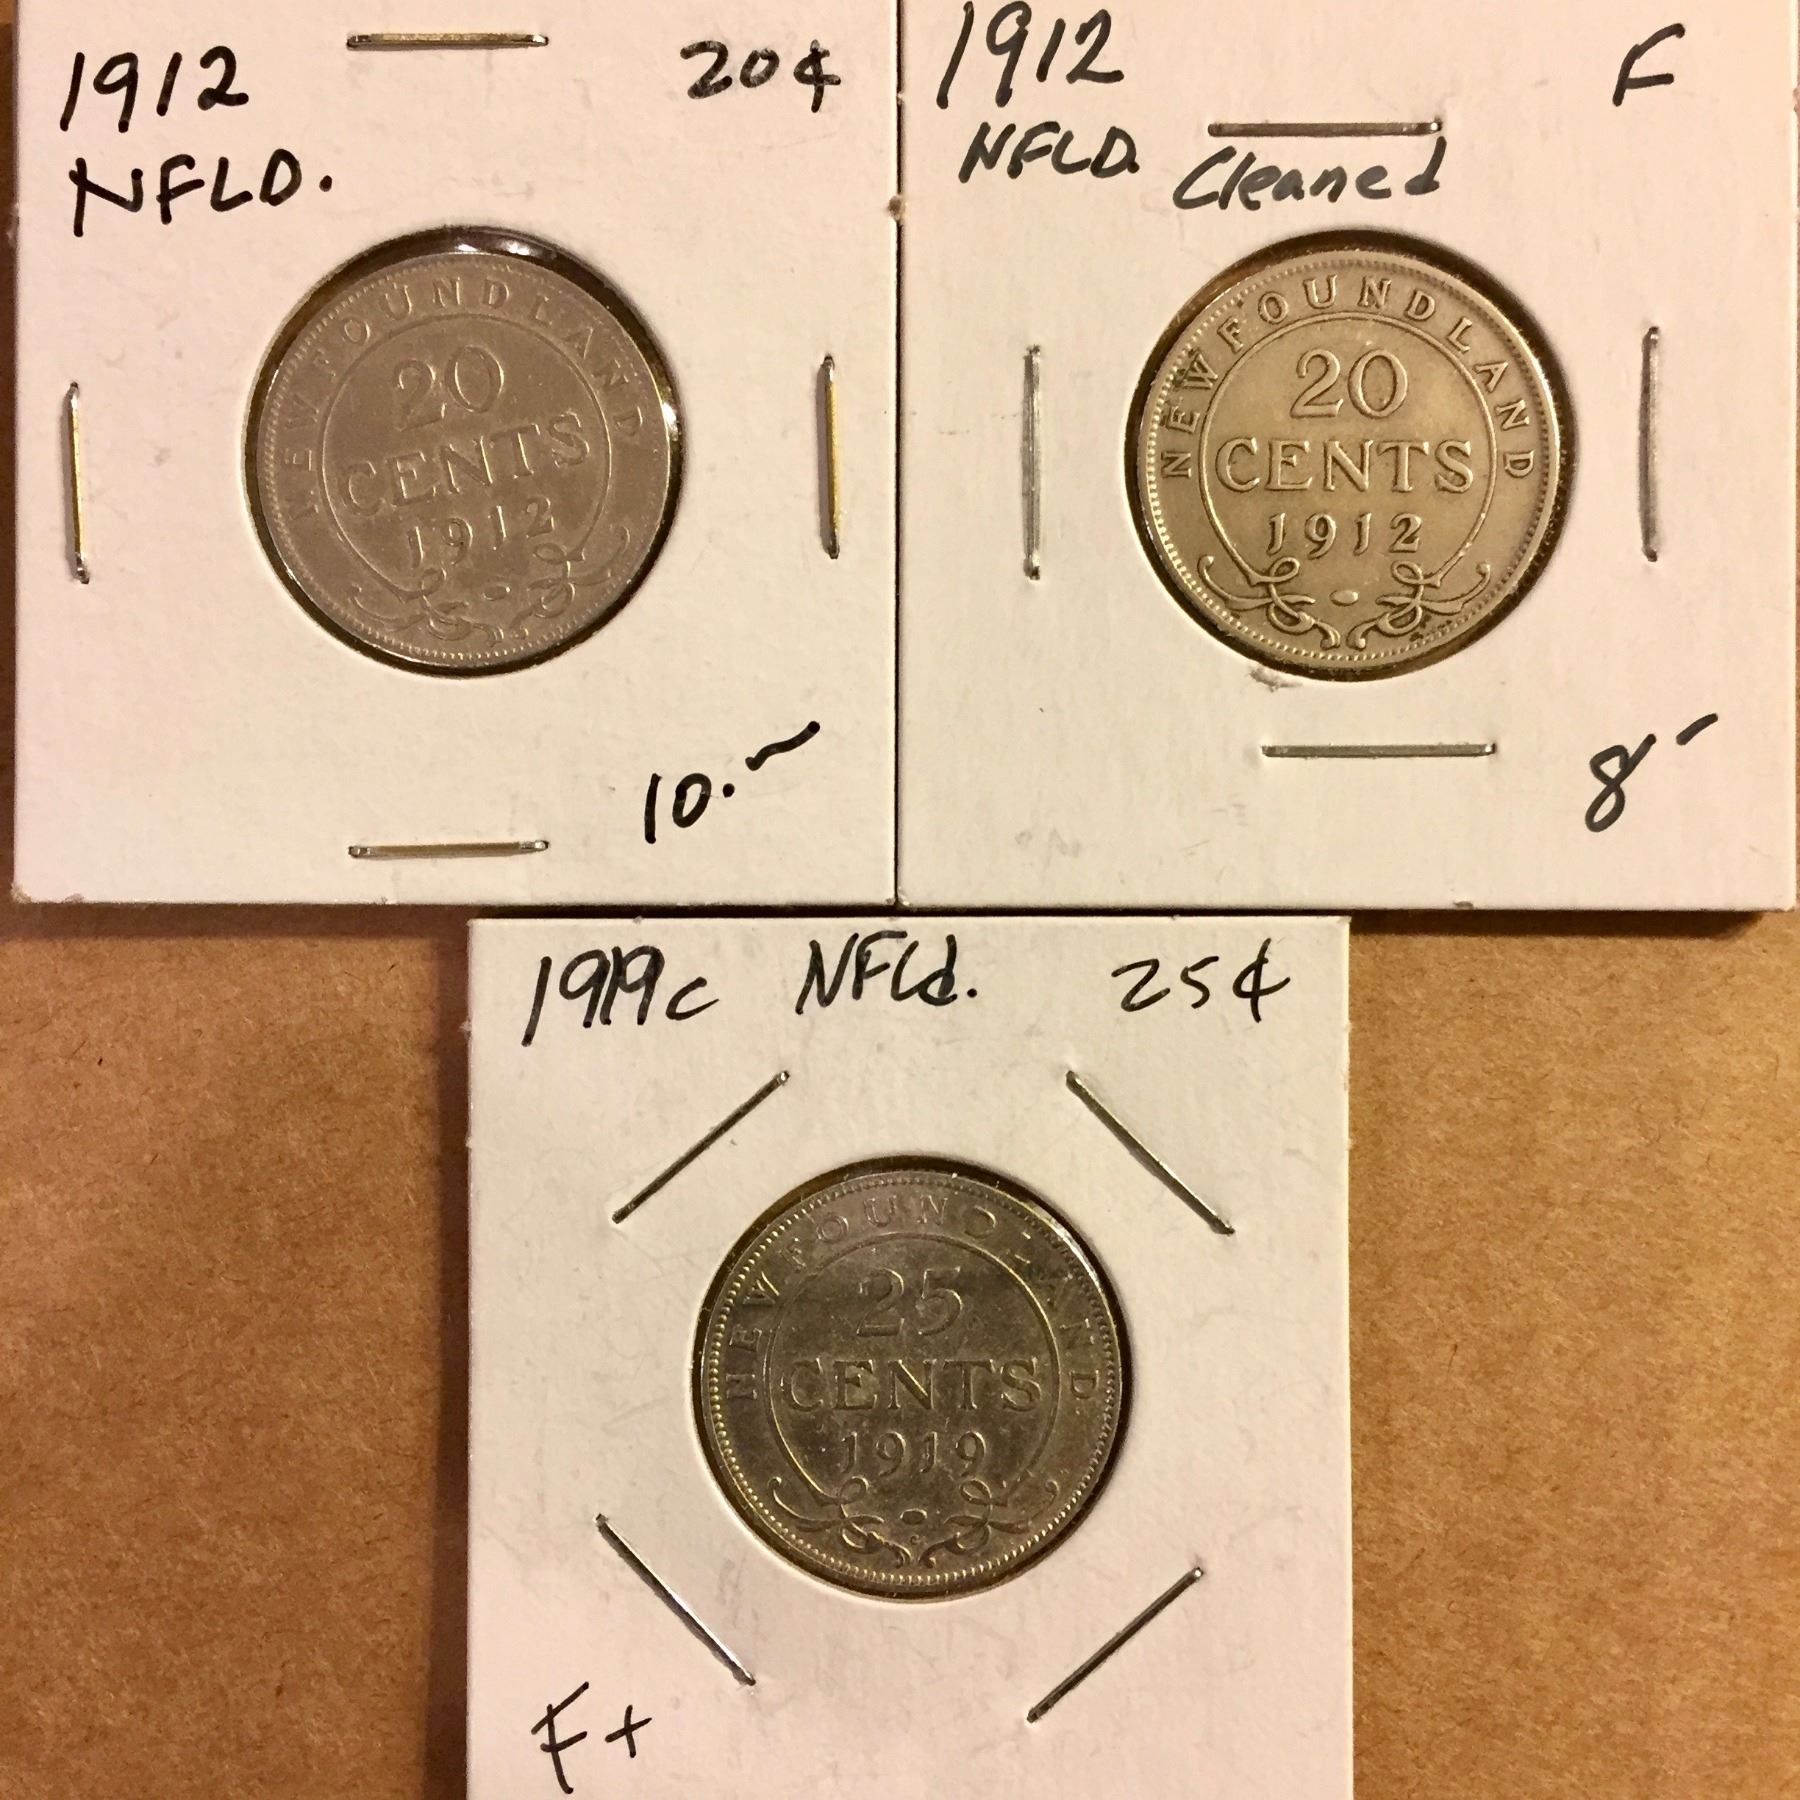 1912 20¢
NFLD.
NEWFOUNDLAND
20
CENTS
1912
10.-
1912 F
NFLD. Cleaned
NEWFOUNDLAND
20
CENTS
1912
8-
1919c NFLd. 25¢
NEWFOUNDLAND
25
CENTS
1919
C
F+